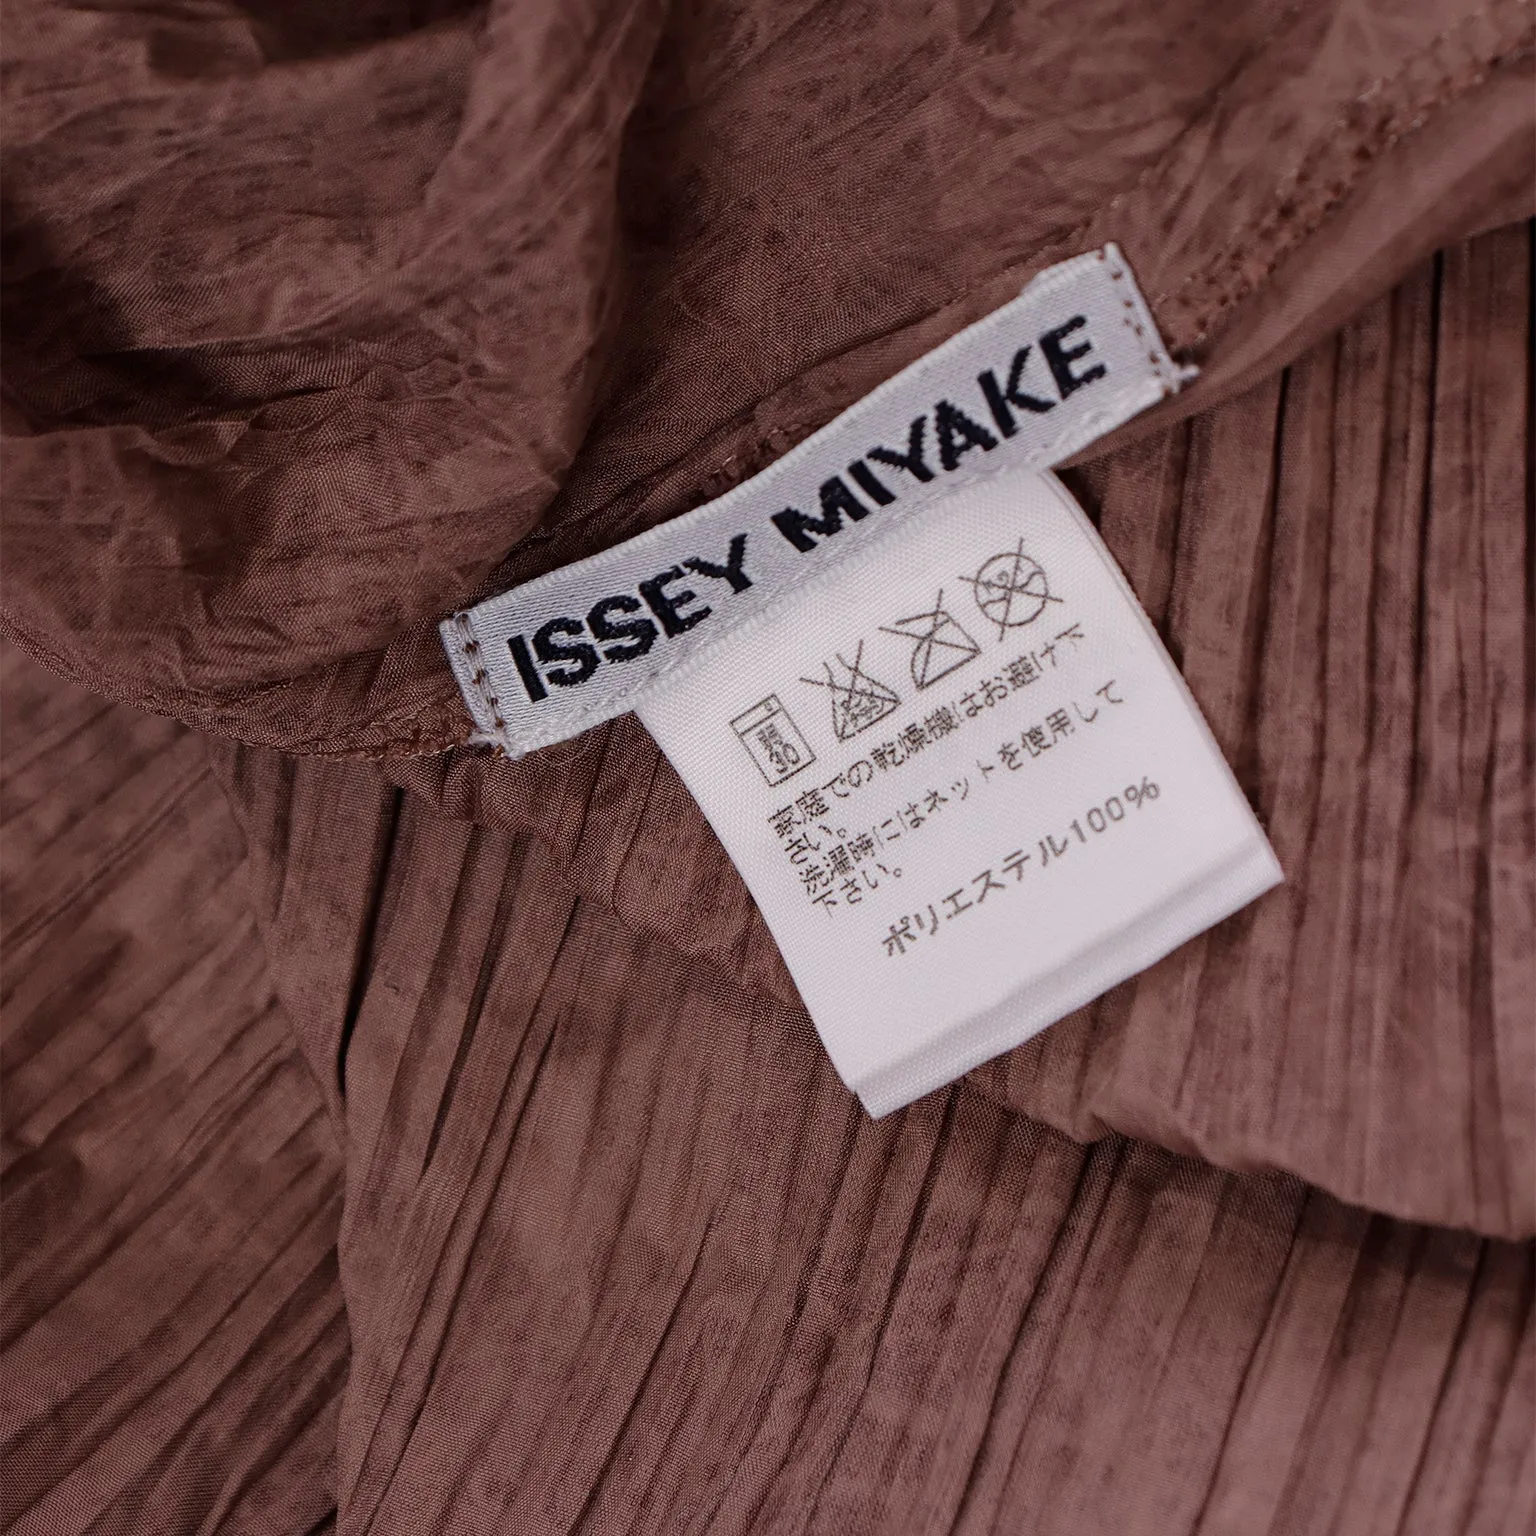 ISSEY MIYAKE
弱
30
家庭での乾燥機はお避け下
さい。
洗濯時にはネットを使用して
下さい。
ポリエステル100%